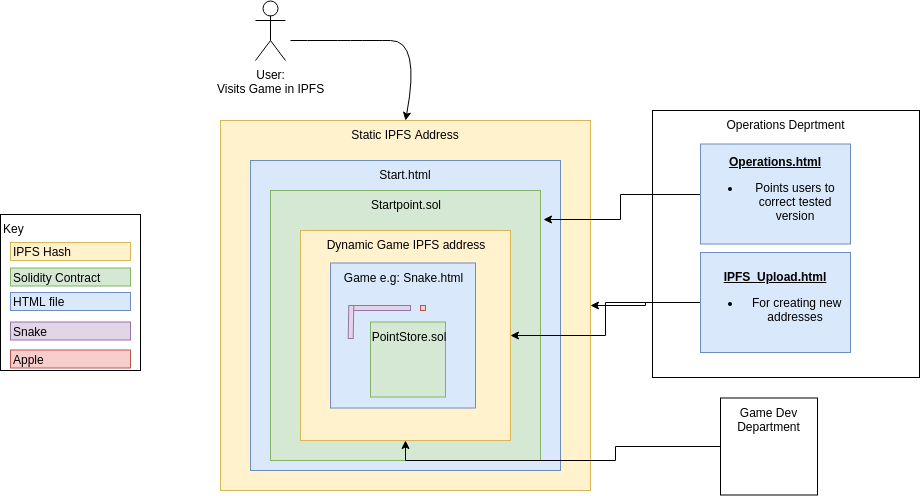 User:
Visits Game in IPFS
Static IPFS Address
Start.html
Startpoint.sol
Dynamic Game IPFS address
Game e.g: Snake.html
PointStore.sol
Key
IPFS Hash
Solidity Contract
HTML file
Snake
Apple
Operations Deprtment
Operations.html
• Points users to
correct tested
version
IPFS_Upload.html
• For creating new
addresses
Game Dev
Department